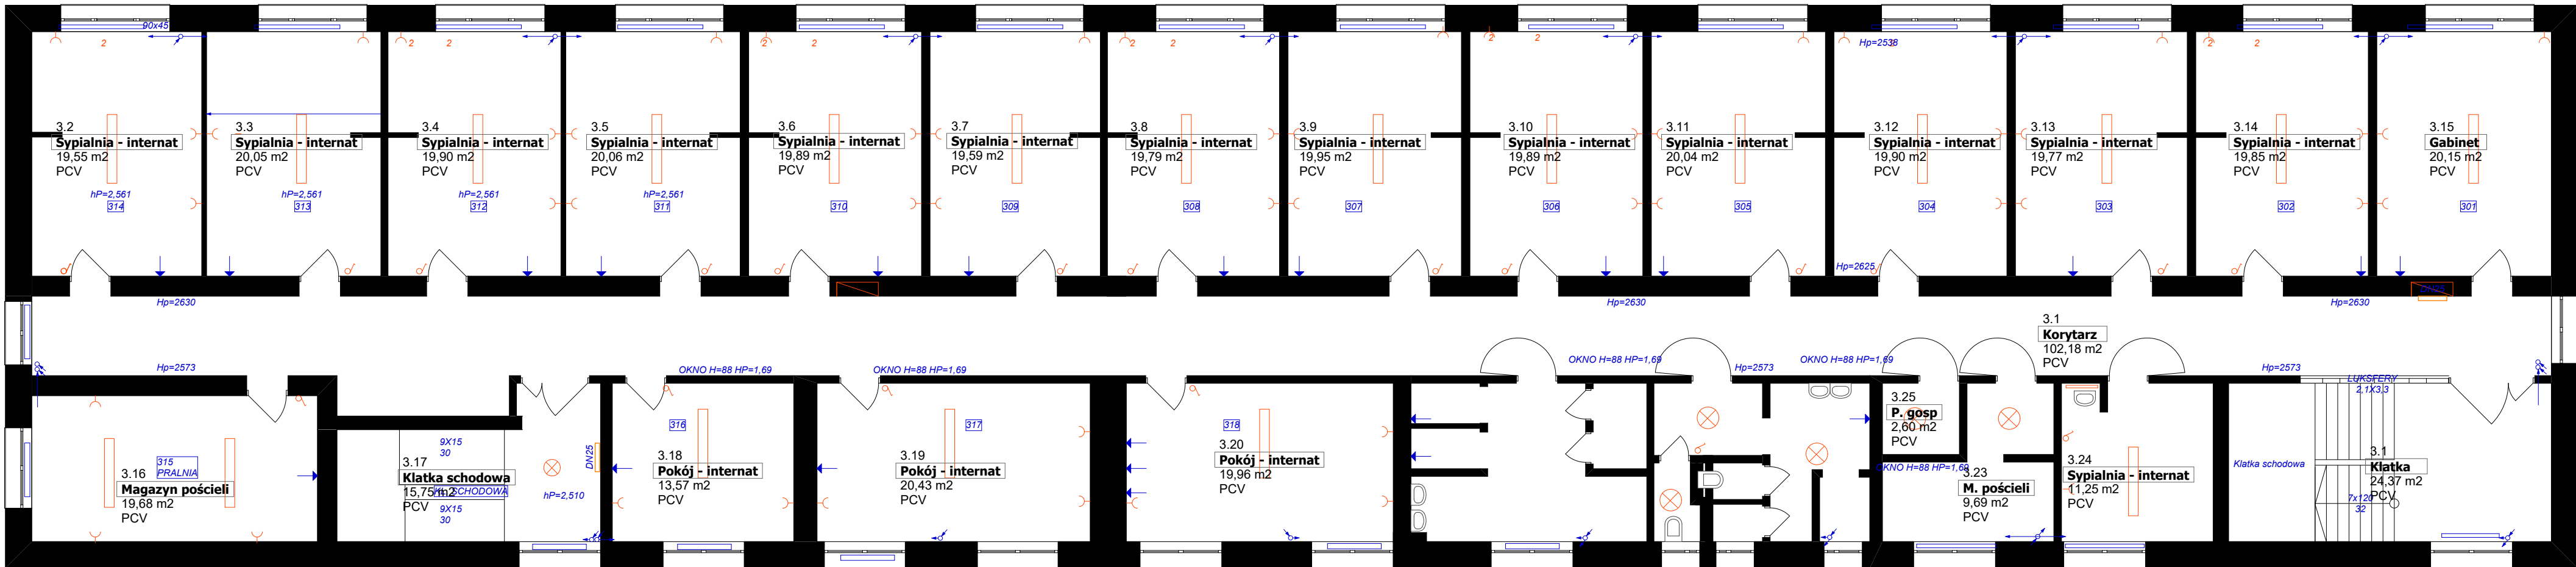 90x45
2
2
2
2
2
2
2
2
2
Hp=2538
2
2
2
3.2
Sypialnia - internat
19,55 m2
PCV
hP=2,561
314
3.3
Sypialnia - internat
20,05 m2
PCV
hP=2,561
313
3.4
Sypialnia - internat
19,90 m2
PCV
hP=2,561
312
3.5
Sypialnia - internat
20,06 m2
PCV
hP=2,561
311
3.6
Sypialnia - internat
19,89 m2
PCV
310
3.7
Sypialnia - internat
19,59 m2
PCV
309
3.8
Sypialnia - internat
19,79 m2
PCV
308
3.9
Sypialnia - internat
19,95 m2
PCV
307
3.10
Sypialnia - internat
19,89 m2
PCV
306
3.11
Sypialnia - internat
20,04 m2
PCV
305
3.12
Sypialnia - internat
19,90 m2
PCV
304
3.13
Sypialnia - internat
19,77 m2
PCV
303
3.14
Sypialnia - internat
19,85 m2
PCV
302
3.15
Gabinet
20,15 m2
PCV
301
Hp=2625
Hp=2630
Hp=2630
Hp=2630
3.1
Korytarz
102,18 m2
PCV
Hp=2573
OKNO H=88 HP=1,69
OKNO H=88 HP=1,69
OKNO H=88 HP=1,69
Hp=2573
OKNO H=88 HP=1,69
Hp=2573
LUKSFERY
2,1X3,3
315
PRALNIA
3.16
Magazyn pościeli
19,68 m2
PCV
9X15
30
3.17
Klatka schodowa
15,75m2
KL. SCHODOWA
PCV
9X15
30
DN25
hP=2,510
316
3.18
Pokój - internat
13,57 m2
PCV
317
3.19
Pokój - internat
20,43 m2
PCV
318
3.20
Pokój - internat
19,96 m2
PCV
3.25
P. gosp
2,60 m2
PCV
OKNO H=88 HP=1,69
3.23
M. pościeli
9,69 m2
PCV
3.24
Sypialnia - internat
11,25 m2
PCV
Klatka schodowa
3.1
Klatka
24,37 m2
PCV
7x120
32